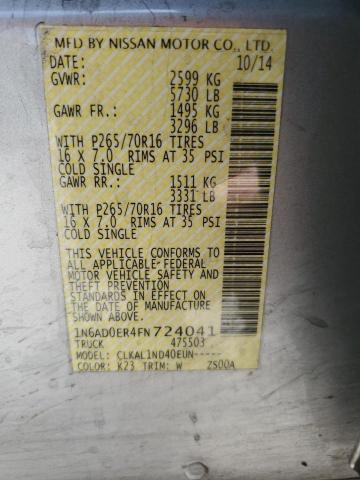 MFD BY NISSAN MOTOR CO., LTD.
DATE: 10/14
GVWR: 2599 KG
5730 LB
GAWR FR.: 1495 KG
3296 LB
WITH P265/70R16 TIRES
16 X 7.0 RIMS AT 35 PSI
COLD SINGLE
GAWR RR.: 1511 KG
3331 LB
WITH P265/70R16 TIRES
16 X 7.0 RIMS AT 35 PSI
COLD SINGLE
THIS VEHICLE CONFORMS TO
ALL APPLICABLE FEDERAL
MOTOR VEHICLE SAFETY AND
THEFT PREVENTION
STANDARDS IN EFFECT ON
THE DATE OF MANUFACTURE
SHOWN ABOVE.
1N6AD0ER4FN724041
TRUCK 475503
MODEL: CLKAL1ND40EUN-----
COLOR: K23 TRIM: W ZS00A